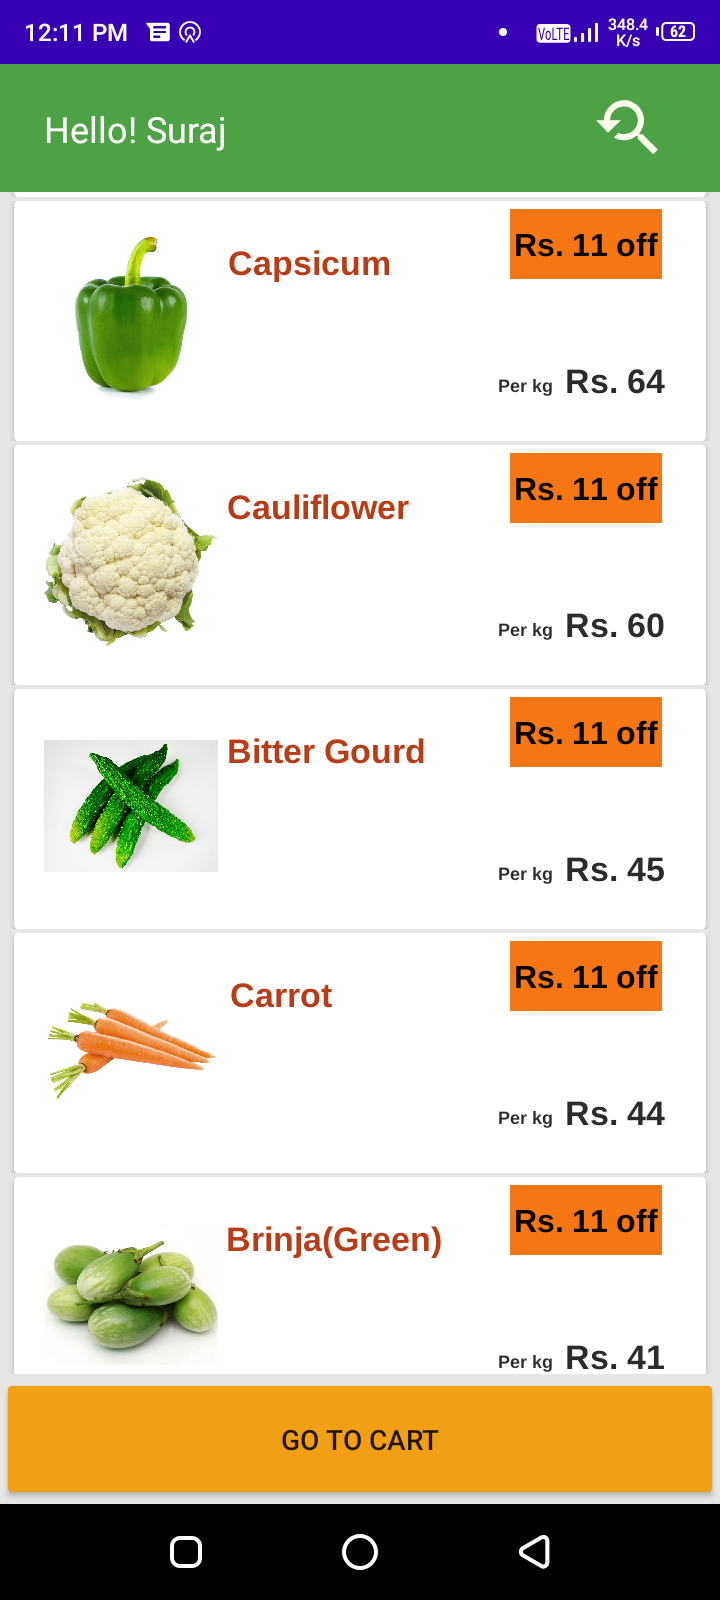 12:11 PM
VoLTE
348.4
K/s
62
Hello! Suraj
Capsicum
Rs. 11 off
Per kg Rs. 64
Cauliflower
Rs. 11 off
Per kg Rs. 60
Bitter Gourd
Rs. 11 off
Per kg Rs. 45
Carrot
Rs. 11 off
Per kg Rs. 44
Brinja(Green)
Rs. 11 off
Per kg Rs. 41
GO TO CART